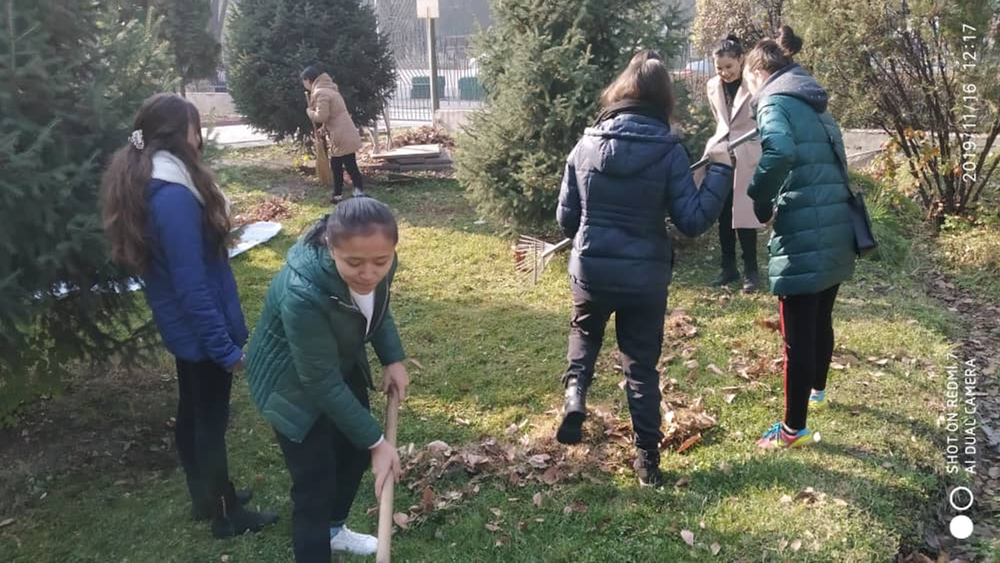 SHOT ON REDMI 7
AI DUAL CAMERA
2019/11/16 12:17